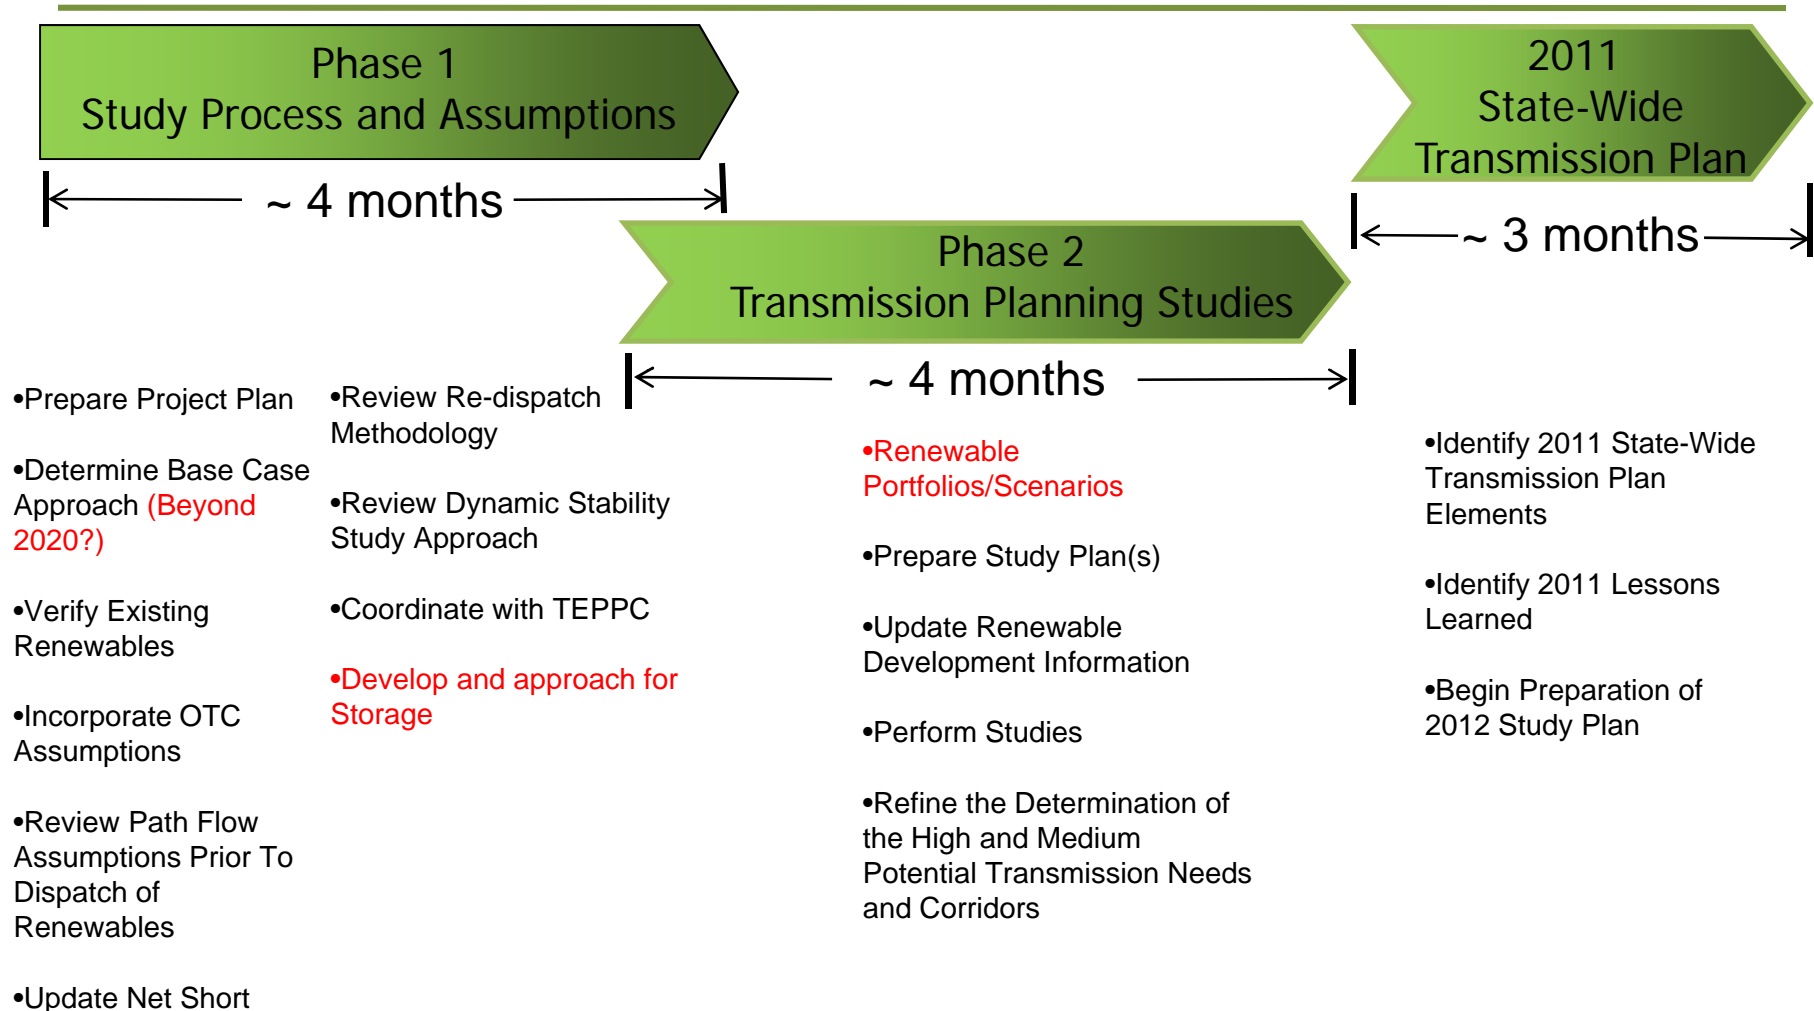 Phase 1
Study Process and Assumptions
~ 4 months
2011
State-Wide
Transmission Plan
~ 3 months
Phase 2
Transmission Planning Studies
~ 4 months
•Prepare Project Plan
•Determine Base Case
Approach (Beyond
2020?)
•Verify Existing
Renewables
•Incorporate OTC
Assumptions
•Review Path Flow
Assumptions Prior To
Dispatch of
Renewables
•Update Net Short
•Review Re-dispatch
Methodology
•Review Dynamic Stability
Study Approach
•Coordinate with TEPPC
•Develop and approach for
Storage
•Renewable
Portfolios/Scenarios
•Prepare Study Plan(s)
•Update Renewable
Development Information
•Perform Studies
•Refine the Determination of
the High and Medium
Potential Transmission Needs
and Corridors
•Identify 2011 State-Wide
Transmission Plan
Elements
•Identify 2011 Lessons
Learned
•Begin Preparation of
2012 Study Plan